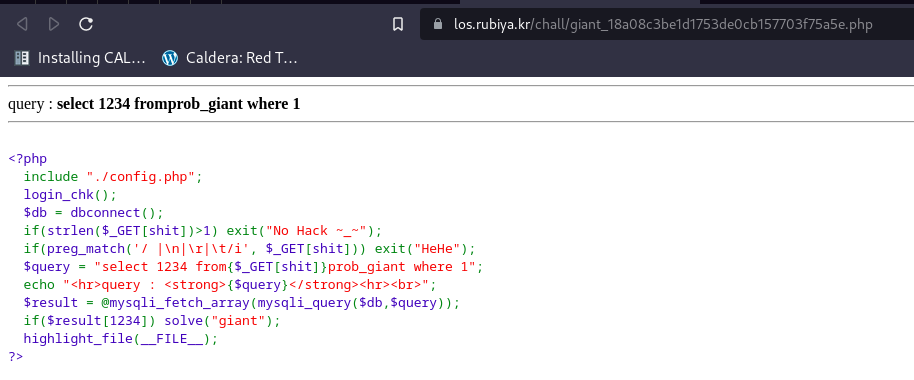 los.rubiya.kr/chall/giant_18a08c3be1d1753de0cb157703f75a5e.php
Installing CAL... Caldera: Red T...
query : select 1234 fromprob_giant where 1
<?php
  include "./config.php";
  login_chk();
  $db = dbconnect();
  if(strlen($_GET[shit])>1) exit("No Hack ~_~");
  if(preg_match('/ |\n|\r|\t/i', $_GET[shit])) exit("HeHe");
  $query = "select 1234 from{$_GET[shit]}prob_giant where 1";
  echo "<hr>query : <strong>{$query}</strong><hr><br>";
  $result = @mysqli_fetch_array(mysqli_query($db,$query));
  if($result[1234]) solve("giant");
  highlight_file(__FILE__);
?>